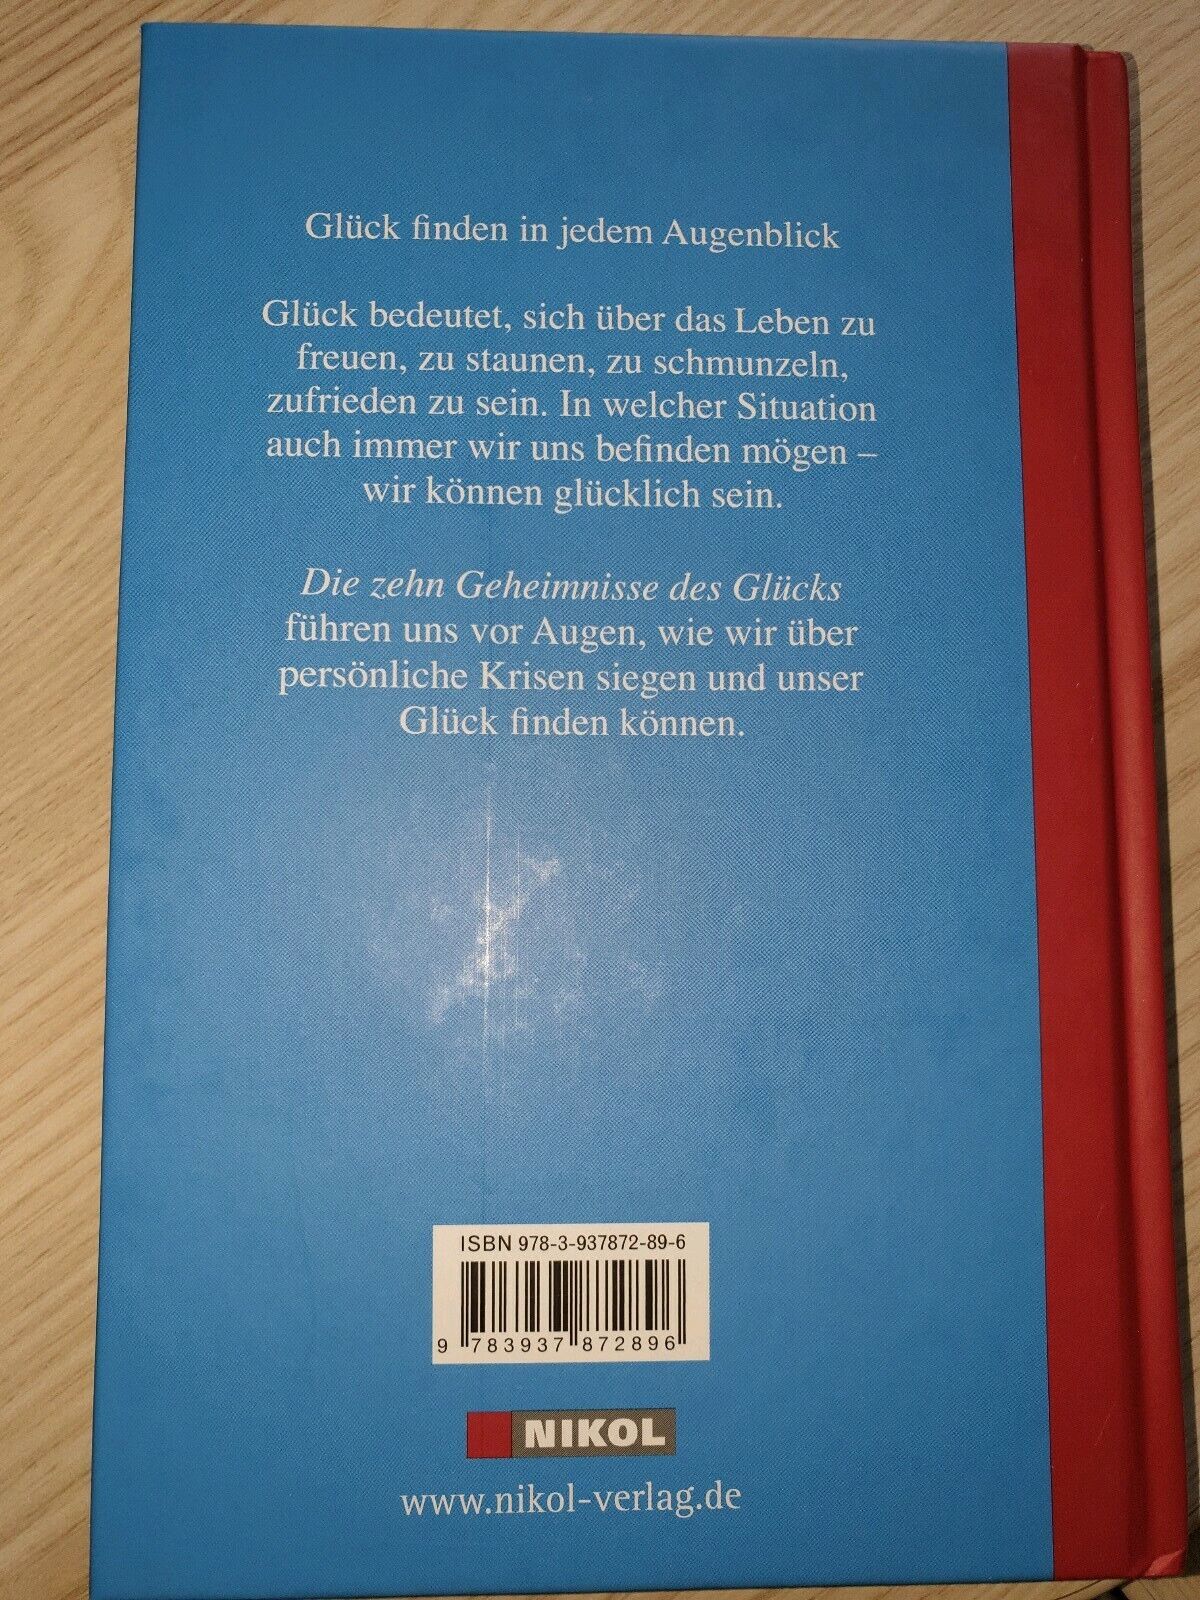 Glück finden in jedem Augenblick
Glück bedeutet, sich über das Leben zu
freuen, zu staunen, zu schmunzeln,
zufrieden zu sein. In welcher Situation
auch immer wir uns befinden mögen –
wir können glücklich sein.
Die zehn Geheimnisse des Glücks
führen uns vor Augen, wie wir über
persönliche Krisen siegen und unser
Glück finden können.
ISBN 978-3-937872-89-6
9 783937 872896
NIKOL
www.nikol-verlag.de